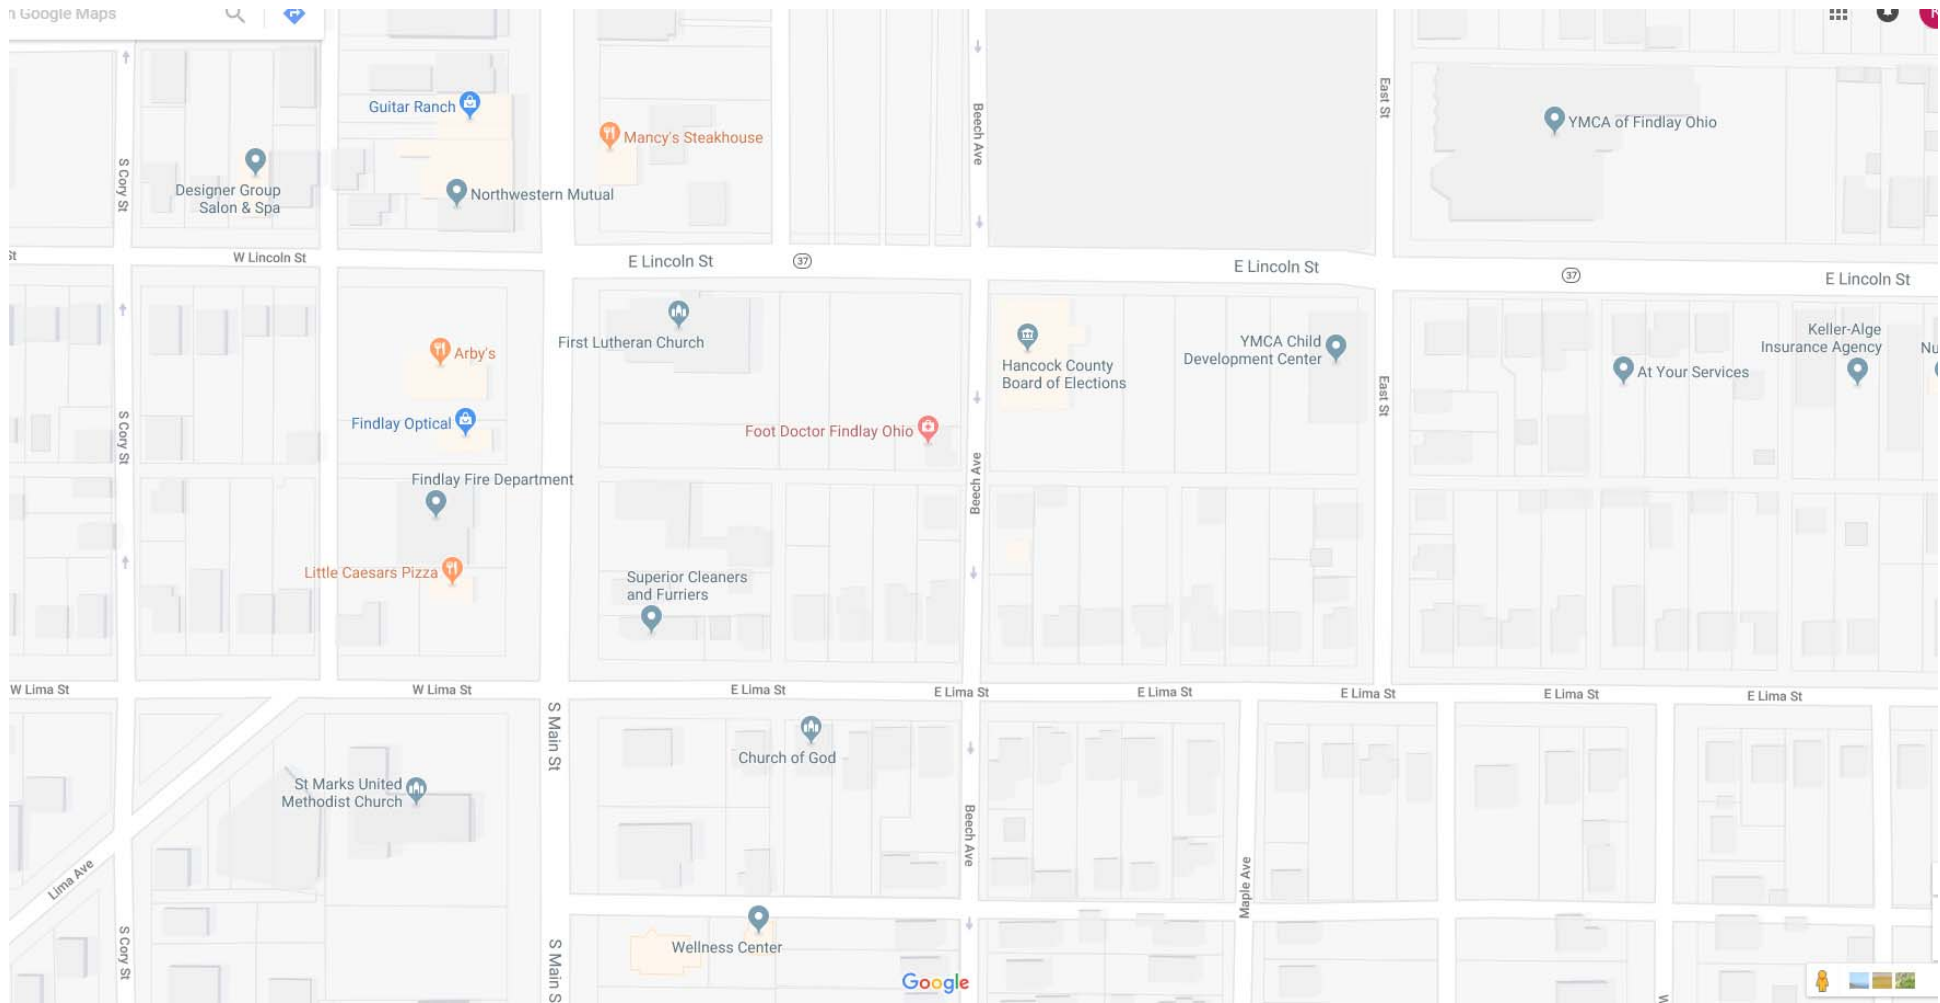 n Google Maps
Guitar Ranch
Mancy's Steakhouse
YMCA of Findlay Ohio
East St
Beech Ave
S Cory St
Designer Group
Salon & Spa
Northwestern Mutual
St
W Lincoln St
E Lincoln St
37
E Lincoln St
37
E Lincoln St
First Lutheran Church
Arby's
Hancock County
Board of Elections
YMCA Child
Development Center
Keller-Alge
Insurance Agency
Nu
At Your Services
East St
S Cory St
Findlay Optical
Foot Doctor Findlay Ohio
Findlay Fire Department
Beech Ave
Little Caesars Pizza
Superior Cleaners
and Furriers
W Lima St
W Lima St
E Lima St
E Lima St
E Lima St
E Lima St
E Lima St
E Lima St
S Main St
Church of God
St Marks United
Methodist Church
Beech Ave
Lima Ave
Maple Ave
S Cory St
Wellness Center
S Main S
Google
W